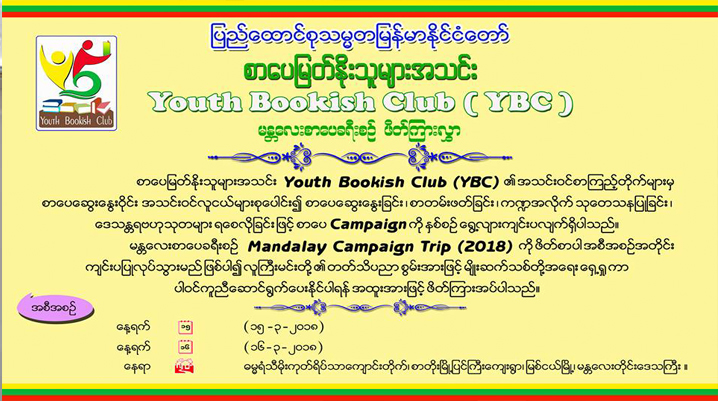 ပြည်ထောင်စုသမ္မတမြန်မာနိုင်ငံတော်
စာပေမြတ်နိုးသူများအသင်း
Youth Bookish Club ( YBC )
မန္တလေးစာပေခရီးစဉ် ဖိတ်ကြားလွှာ
Youth Bookish Club
စာပေမြတ်နိုးသူများအသင်း Youth Bookish Club (YBC) ၏ အသင်းဝင်စာကြည့်တိုက်များမှ
စာပေဆွေးနွေးဝိုင်း အသင်းဝင်လူငယ်များစုပေါင်း၍ စာပေဆွေးနွေးခြင်း ၊ စာတမ်းဖတ်ခြင်း ၊ ကဏ္ဍအလိုက် သုတေသနပြုခြင်း ၊
ဒေသန္တရဗဟုသုတများ ရစေလိုခြင်း ဖြင့် စာပေ Campaign ကို နှစ်စဉ် ရွေ့လျားကျင်းပလျက်ရှိပါသည်။
မန္တလေးစာပေခရီးစဉ် Mandalay Campaign Trip (2018) ကို ဖိတ်စာပါ အစီအစဉ်အတိုင်း
ကျင်းပပြုလုပ်သွားမည် ဖြစ်ပါ၍ လူကြီးမင်းတို့ ၏ တတ်သိပညာ စွမ်းအားဖြင့် မျိုးဆက်သစ်တို့အရေး ရှေ့ရှု ကာ
ပါဝင်ကူညီဆောင်ရွက်ပေးနိုင်ပါရန် အထူးအားဖြင့် ဖိတ်ကြားအပ်ပါသည်။
အစီအစဉ်
နေ့ရက် ၁၅ (၁၅-၃-၂၀၁၈)
နေ့ရက် ၁၆ (၁၆-၃-၂၀၁၈)
နေရာ ဓမ္မရံသီမိုးကုတ်ရိပ်သာကျောင်းတိုက်၊ စာတိုးမြို့ပြင်ကြီးကျေးရွာ၊ မြစ်ငယ်မြို့၊ မန္တလေးတိုင်းဒေသကြီး ။